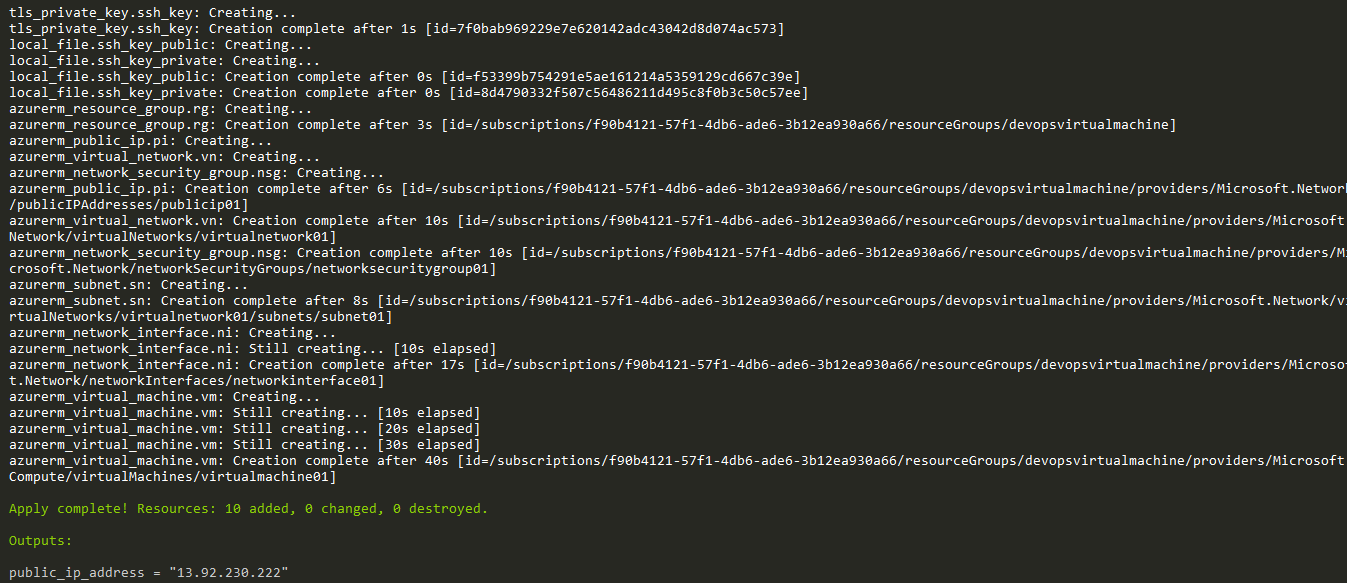 tls_private_key.ssh_key: Creating...
tls_private_key.ssh_key: Creation complete after 1s [id=7f0bab969229e7e620142adc43042d8d074ac573]
local_file.ssh_key_public: Creating...
local_file.ssh_key_private: Creating...
local_file.ssh_key_public: Creation complete after 0s [id=f53399b754291e5ae161214a5359129cd667c39e]
local_file.ssh_key_private: Creation complete after 0s [id=8d4790332f507c56486211d495c8f0b3c50c57ee]
azurerm_resource_group.rg: Creating...
azurerm_resource_group.rg: Creation complete after 3s [id=/subscriptions/f90b4121-57f1-4db6-ade6-3b12ea930a66/resourceGroups/devopsvirtualmachine]
azurerm_public_ip.pi: Creating...
azurerm_virtual_network.vn: Creating...
azurerm_network_security_group.nsg: Creating...
azurerm_public_ip.pi: Creation complete after 6s [id=/subscriptions/f90b4121-57f1-4db6-ade6-3b12ea930a66/resourceGroups/devopsvirtualmachine/providers/Microsoft.Network
/publicIPAddresses/publicip01]
azurerm_virtual_network.vn: Creation complete after 10s [id=/subscriptions/f90b4121-57f1-4db6-ade6-3b12ea930a66/resourceGroups/devopsvirtualmachine/providers/Microsoft
Network/virtualNetworks/virtualnetwork01]
azurerm_network_security_group.nsg: Creation complete after 10s [id=/subscriptions/f90b4121-57f1-4db6-ade6-3b12ea930a66/resourceGroups/devopsvirtualmachine/providers/Mi
crosoft.Network/networkSecurityGroups/networksecuritygroup01]
azurerm_subnet.sn: Creating...
azurerm_subnet.sn: Creation complete after 8s [id=/subscriptions/f90b4121-57f1-4db6-ade6-3b12ea930a66/resourceGroups/devopsvirtualmachine/providers/Microsoft.Network/vi
rtualNetworks/virtualnetwork01/subnets/subnet01]
azurerm_network_interface.ni: Creating...
azurerm_network_interface.ni: Still creating... [10s elapsed]
azurerm_network_interface.ni: Creation complete after 17s [id=/subscriptions/f90b4121-57f1-4db6-ade6-3b12ea930a66/resourceGroups/devopsvirtualmachine/providers/Microsof
t.Network/networkInterfaces/networkinterface01]
azurerm_virtual_machine.vm: Creating...
azurerm_virtual_machine.vm: Still creating... [10s elapsed]
azurerm_virtual_machine.vm: Still creating... [20s elapsed]
azurerm_virtual_machine.vm: Still creating... [30s elapsed]
azurerm_virtual_machine.vm: Creation complete after 40s [id=/subscriptions/f90b4121-57f1-4db6-ade6-3b12ea930a66/resourceGroups/devopsvirtualmachine/providers/Microsoft
Compute/virtualMachines/virtualmachine01]
Apply complete! Resources: 10 added, 0 changed, 0 destroyed.
Outputs:
public_ip_address = "13.92.230.222"